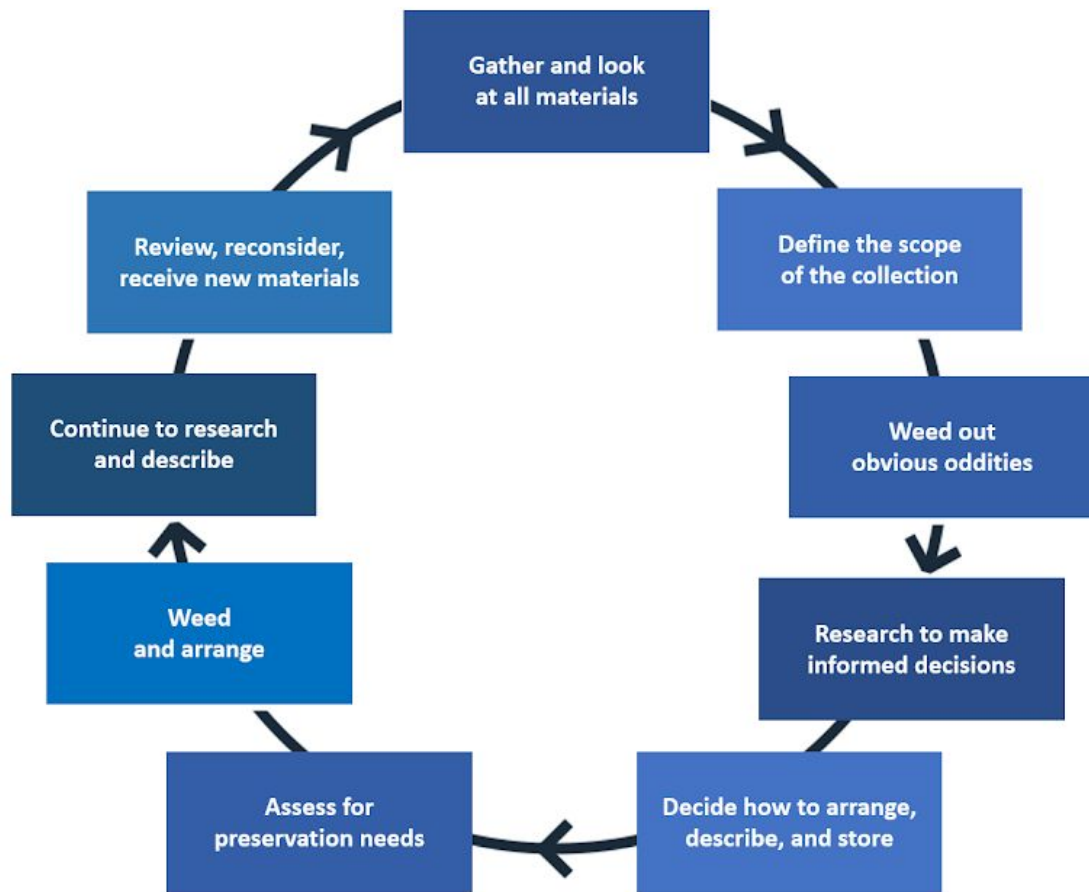 Gather and look
at all materials
Define the scope
of the collection
Weed out
obvious oddities
Research to make
informed decisions
Decide how to arrange,
describe, and store
Assess for
preservation needs
Weed
and arrange
Continue to research
and describe
Review, reconsider,
receive new materials